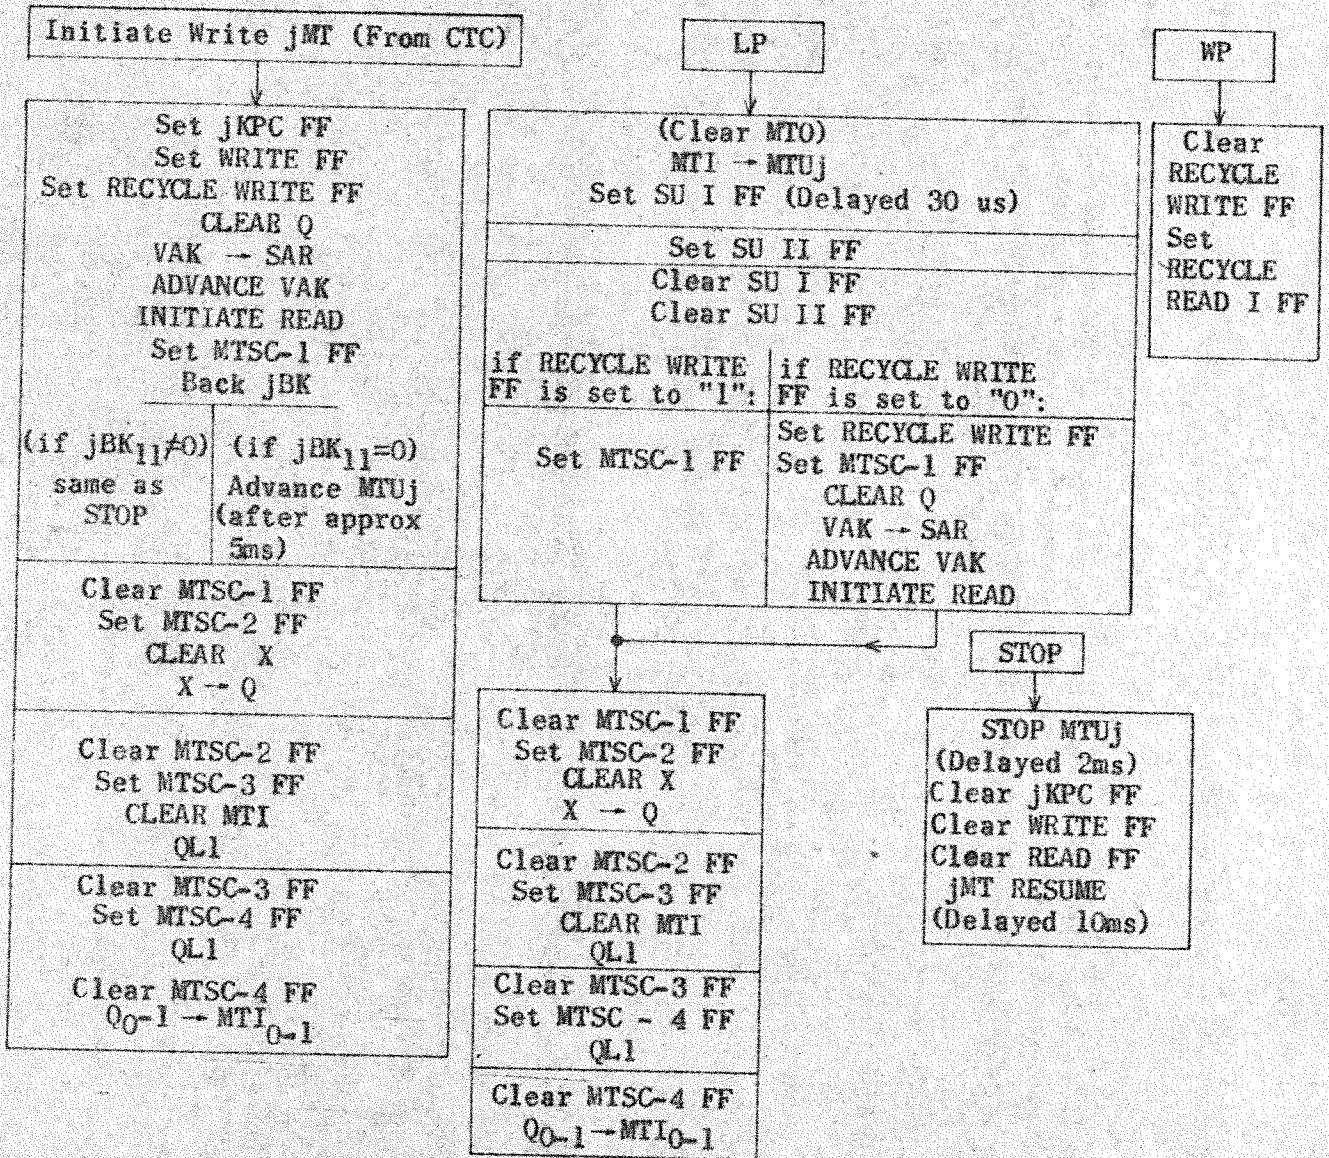 Initiate Write jMT (From CTC)
Set jKPC FF
Set WRITE FF
Set RECYCLE WRITE FF
CLEAR Q
VAK → SAR
ADVANCE VAK
INITIATE READ
Set MTSC-1 FF
Back jBK
(if jBK11≠0)
same as
STOP
(if jBK11=0)
Advance MTUj
(after approx
5ms)
Clear MTSC-1 FF
Set MTSC-2 FF
CLEAR X
X → Q
Clear MTSC-2 FF
Set MTSC-3 FF
CLEAR MTI
QL1
Clear MTSC-3 FF
Set MTSC-4 FF
QL1
Clear MTSC-4 FF
Q0-1 → MTI0-1
LP
(Clear MTO)
MTI → MTUj
Set SU I FF (Delayed 30 us)
Set SU II FF
Clear SU I FF
Clear SU II FF
if RECYCLE WRITE
FF is set to "1":
Set MTSC-1 FF
if RECYCLE WRITE
FF is set to "0":
Set RECYCLE WRITE FF
Set MTSC-1 FF
CLEAR Q
VAK → SAR
ADVANCE VAK
INITIATE READ
Clear MTSC-1 FF
Set MTSC-2 FF
CLEAR X
X → Q
Clear MTSC-2 FF
Set MTSC-3 FF
CLEAR MTI
QL1
Clear MTSC-3 FF
Set MTSC - 4 FF
QL1
Clear MTSC-4 FF
Q0-1 → MTI0-1
WP
Clear
RECYCLE
WRITE FF
Set
RECYCLE
READ I FF
STOP
STOP MTUj
(Delayed 2ms)
Clear jKPC FF
Clear WRITE FF
Clear READ FF
jMT RESUME
(Delayed 10ms)